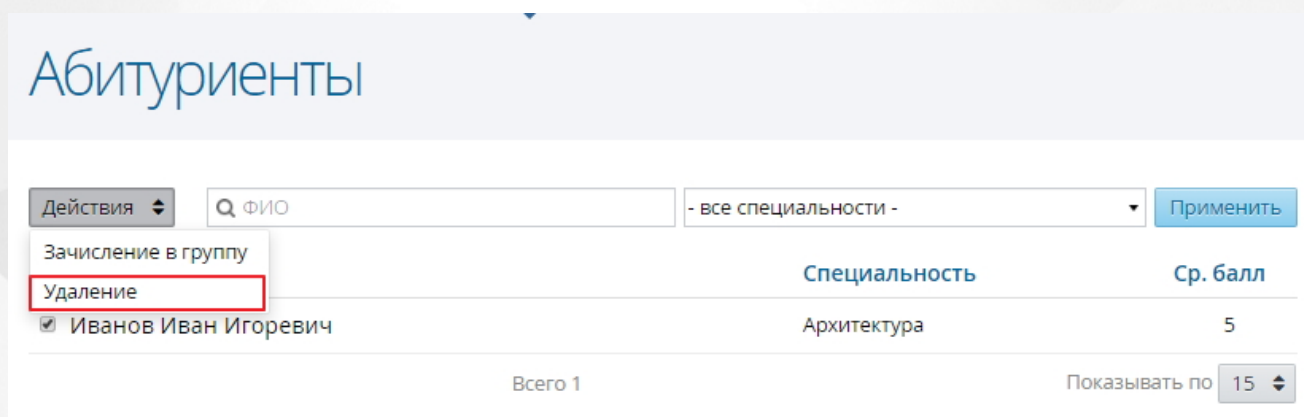 Абитуриенты
Действия ФИО - все специальности - Применить
Зачисление в группу
Удаление
Специальность Ср. балл
Иванов Иван Игоревич Архитектура 5
Всего 1 Показывать по 15